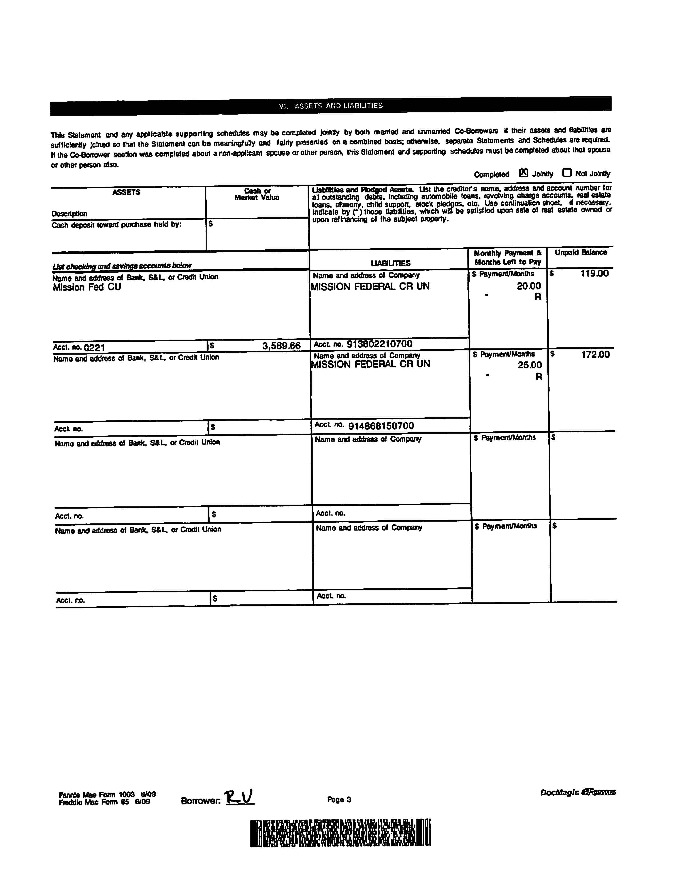 VI. ASSETS AND LIABILITIES
This Statement and any applicable supporting schedules may be completed jointly by both married and unmarried Co-Borrowers if their assets and liabilities are
sufficiently joined so that the Statement can be meaningfully and fairly presented on a combined basis; otherwise, separate Statements and Schedules are required.
If the Co-Borrower section was completed about a non-applicant spouse or other person, this Statement and supporting schedules must be completed about that spouse
or other person also.
Completed X Jointly Not Jointly
ASSETS
Cash or
Market Value
Description
Cash deposit toward purchase held by: $
Liabilities and Pledged Assets. List the creditor's name, address and account number for
all outstanding debts, including automobile loans, revolving charge accounts, real estate
loans, alimony, child support, stock pledges, etc. Use continuation sheet, if necessary.
Indicate by (*) those liabilities, which will be satisfied upon sale of real estate owned or
upon refinancing of the subject property.
List checking and savings accounts below
LIABILITIES
Monthly Payment &
Months Left to Pay
Unpaid Balance
Name and address of Bank, S&L, or Credit Union
Mission Fed CU
Name and address of Company
MISSION FEDERAL CR UN
$ Payment/Months
20.00
R
$ 119.00
Acct. no. 0221 $ 3,589.66
Acct. no. 913802210700
Name and address of Bank, S&L, or Credit Union
Name and address of Company
MISSION FEDERAL CR UN
$ Payment/Months
25.00
R
$ 172.00
Acct. no. $
Acct. no. 914868150700
Name and address of Bank, S&L, or Credit Union
Name and address of Company
$ Payment/Months
$
Acct. no. $
Acct. no.
Name and address of Bank, S&L, or Credit Union
Name and address of Company
$ Payment/Months
$
Acct. no. $
Acct. no.
Fannie Mae Form 1003 6/09
Freddie Mac Form 65 6/09
Borrower: RV
Page 3
DocMagic eForms